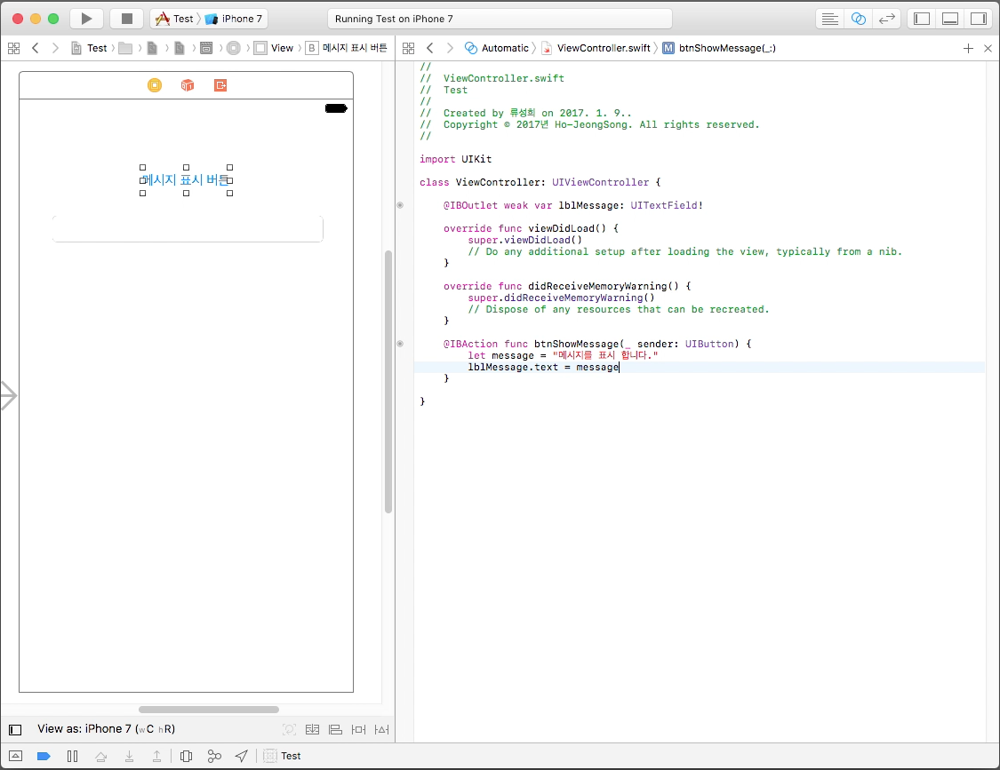 Test iPhone 7 Running Test on iPhone 7
Test View B 메시지 표시 버튼
Automatic ViewController.swift M btnShowMessage(_:)
메시지 표시 버튼
//
// ViewController.swift
// Test
//
// Created by 류성희 on 2017. 1. 9..
// Copyright © 2017년 Ho-JeongSong. All rights reserved.
//
import UIKit
class ViewController: UIViewController {
@IBOutlet weak var lblMessage: UITextField!
override func viewDidLoad() {
super.viewDidLoad()
// Do any additional setup after loading the view, typically from a nib.
}
override func didReceiveMemoryWarning() {
super.didReceiveMemoryWarning()
// Dispose of any resources that can be recreated.
}
@IBAction func btnShowMessage(_ sender: UIButton) {
let message = "메시지를 표시 합니다."
lblMessage.text = message
}
}
View as: iPhone 7 (wC hR)
Test